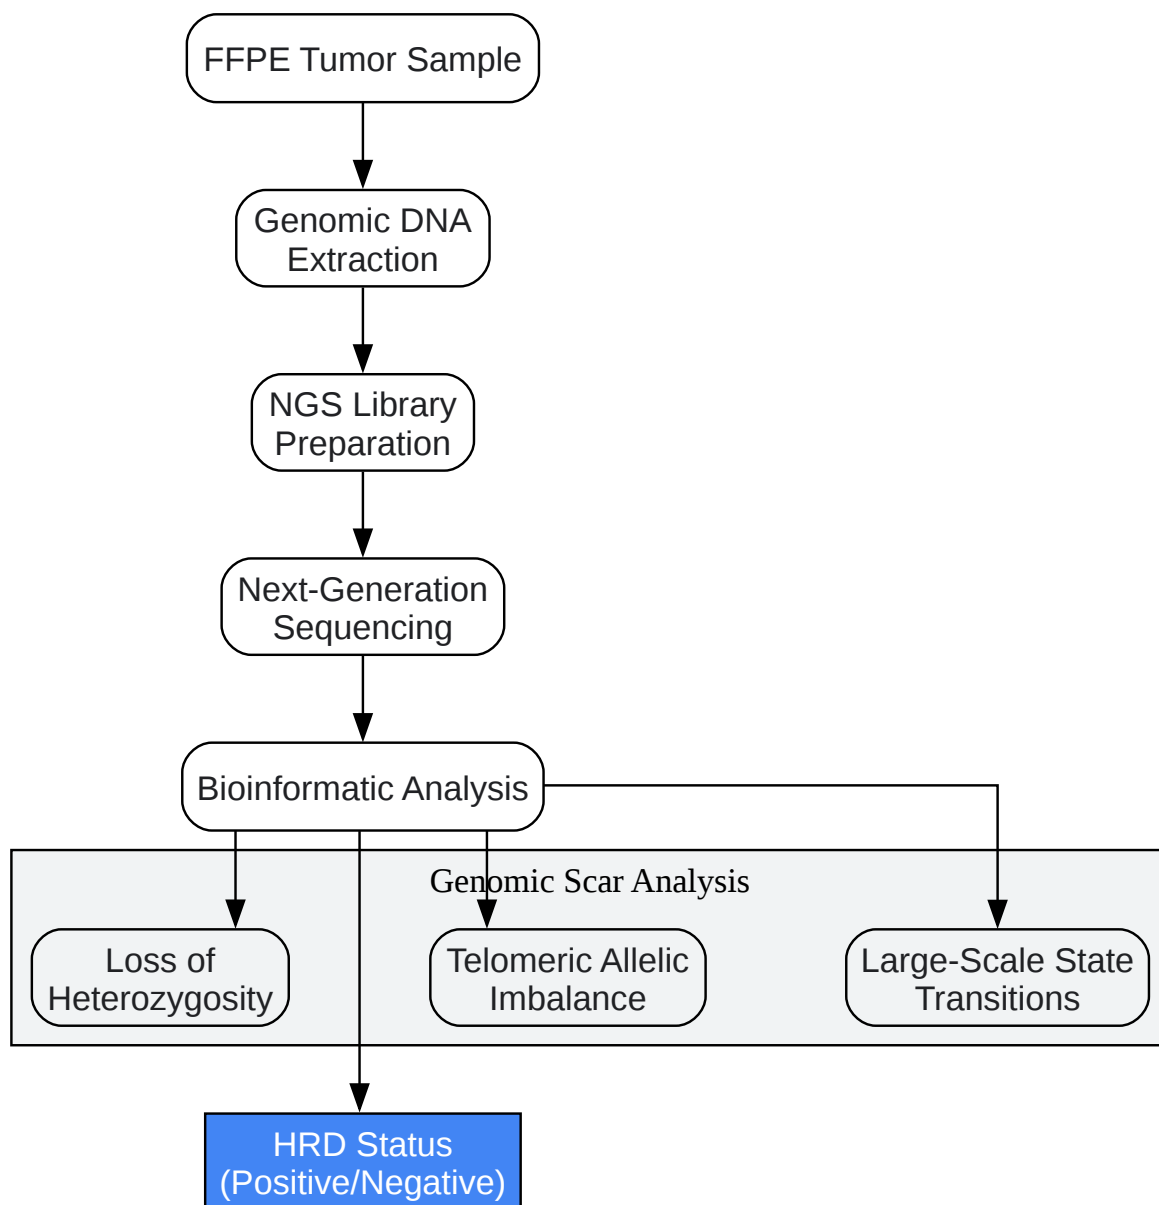 FFPE Tumor Sample
Genomic DNA
Extraction
NGS Library
Preparation
Next-Generation
Sequencing
Bioinformatic Analysis
Genomic Scar Analysis
Loss of
Heterozygosity
Telomeric Allelic
Imbalance
Large-Scale State
Transitions
HRD Status
(Positive/Negative)